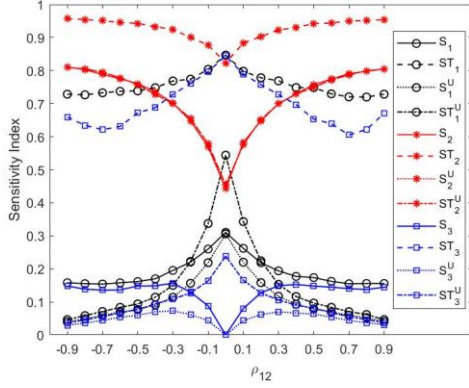 1
0.9
0.8
0.7
0.6
0.5
0.4
0.3
0.2
0.1
0
Sensitivity Index
-0.9 -0.7 -0.5 -0.3 -0.1 0.1 0.3 0.5 0.7 0.9
ρ₁₂
S₁
ST₁
S₁ᵁ
ST₁ᵁ
S₂
ST₂
S₂ᵁ
ST₂ᵁ
S₃
ST₃
S₃ᵁ
ST₃ᵁ